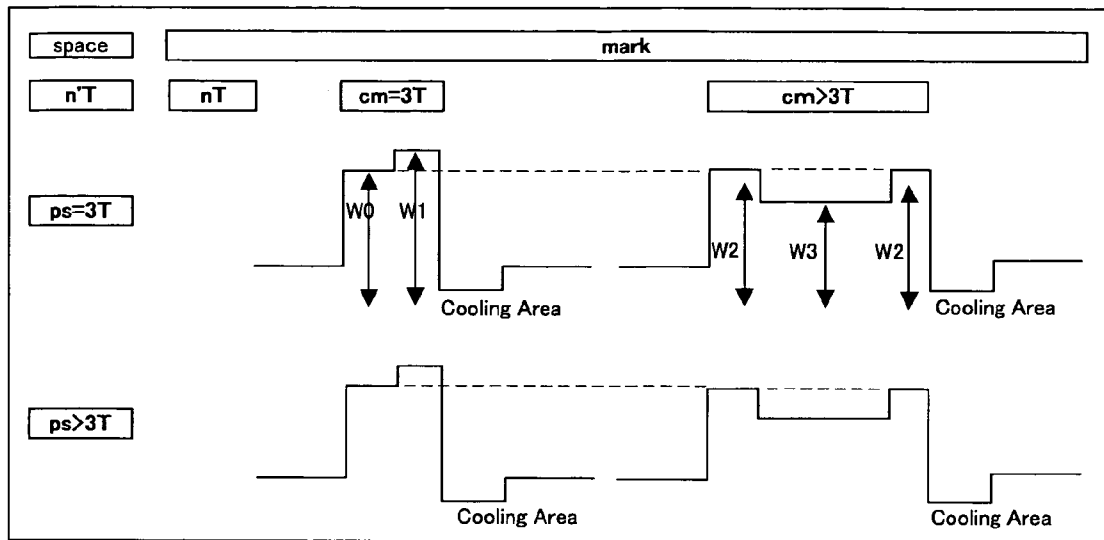 space mark
n'T nT cm=3T cm>3T
ps=3T W0 W1 W2 W3 W2
Cooling Area Cooling Area
ps>3T
Cooling Area Cooling Area